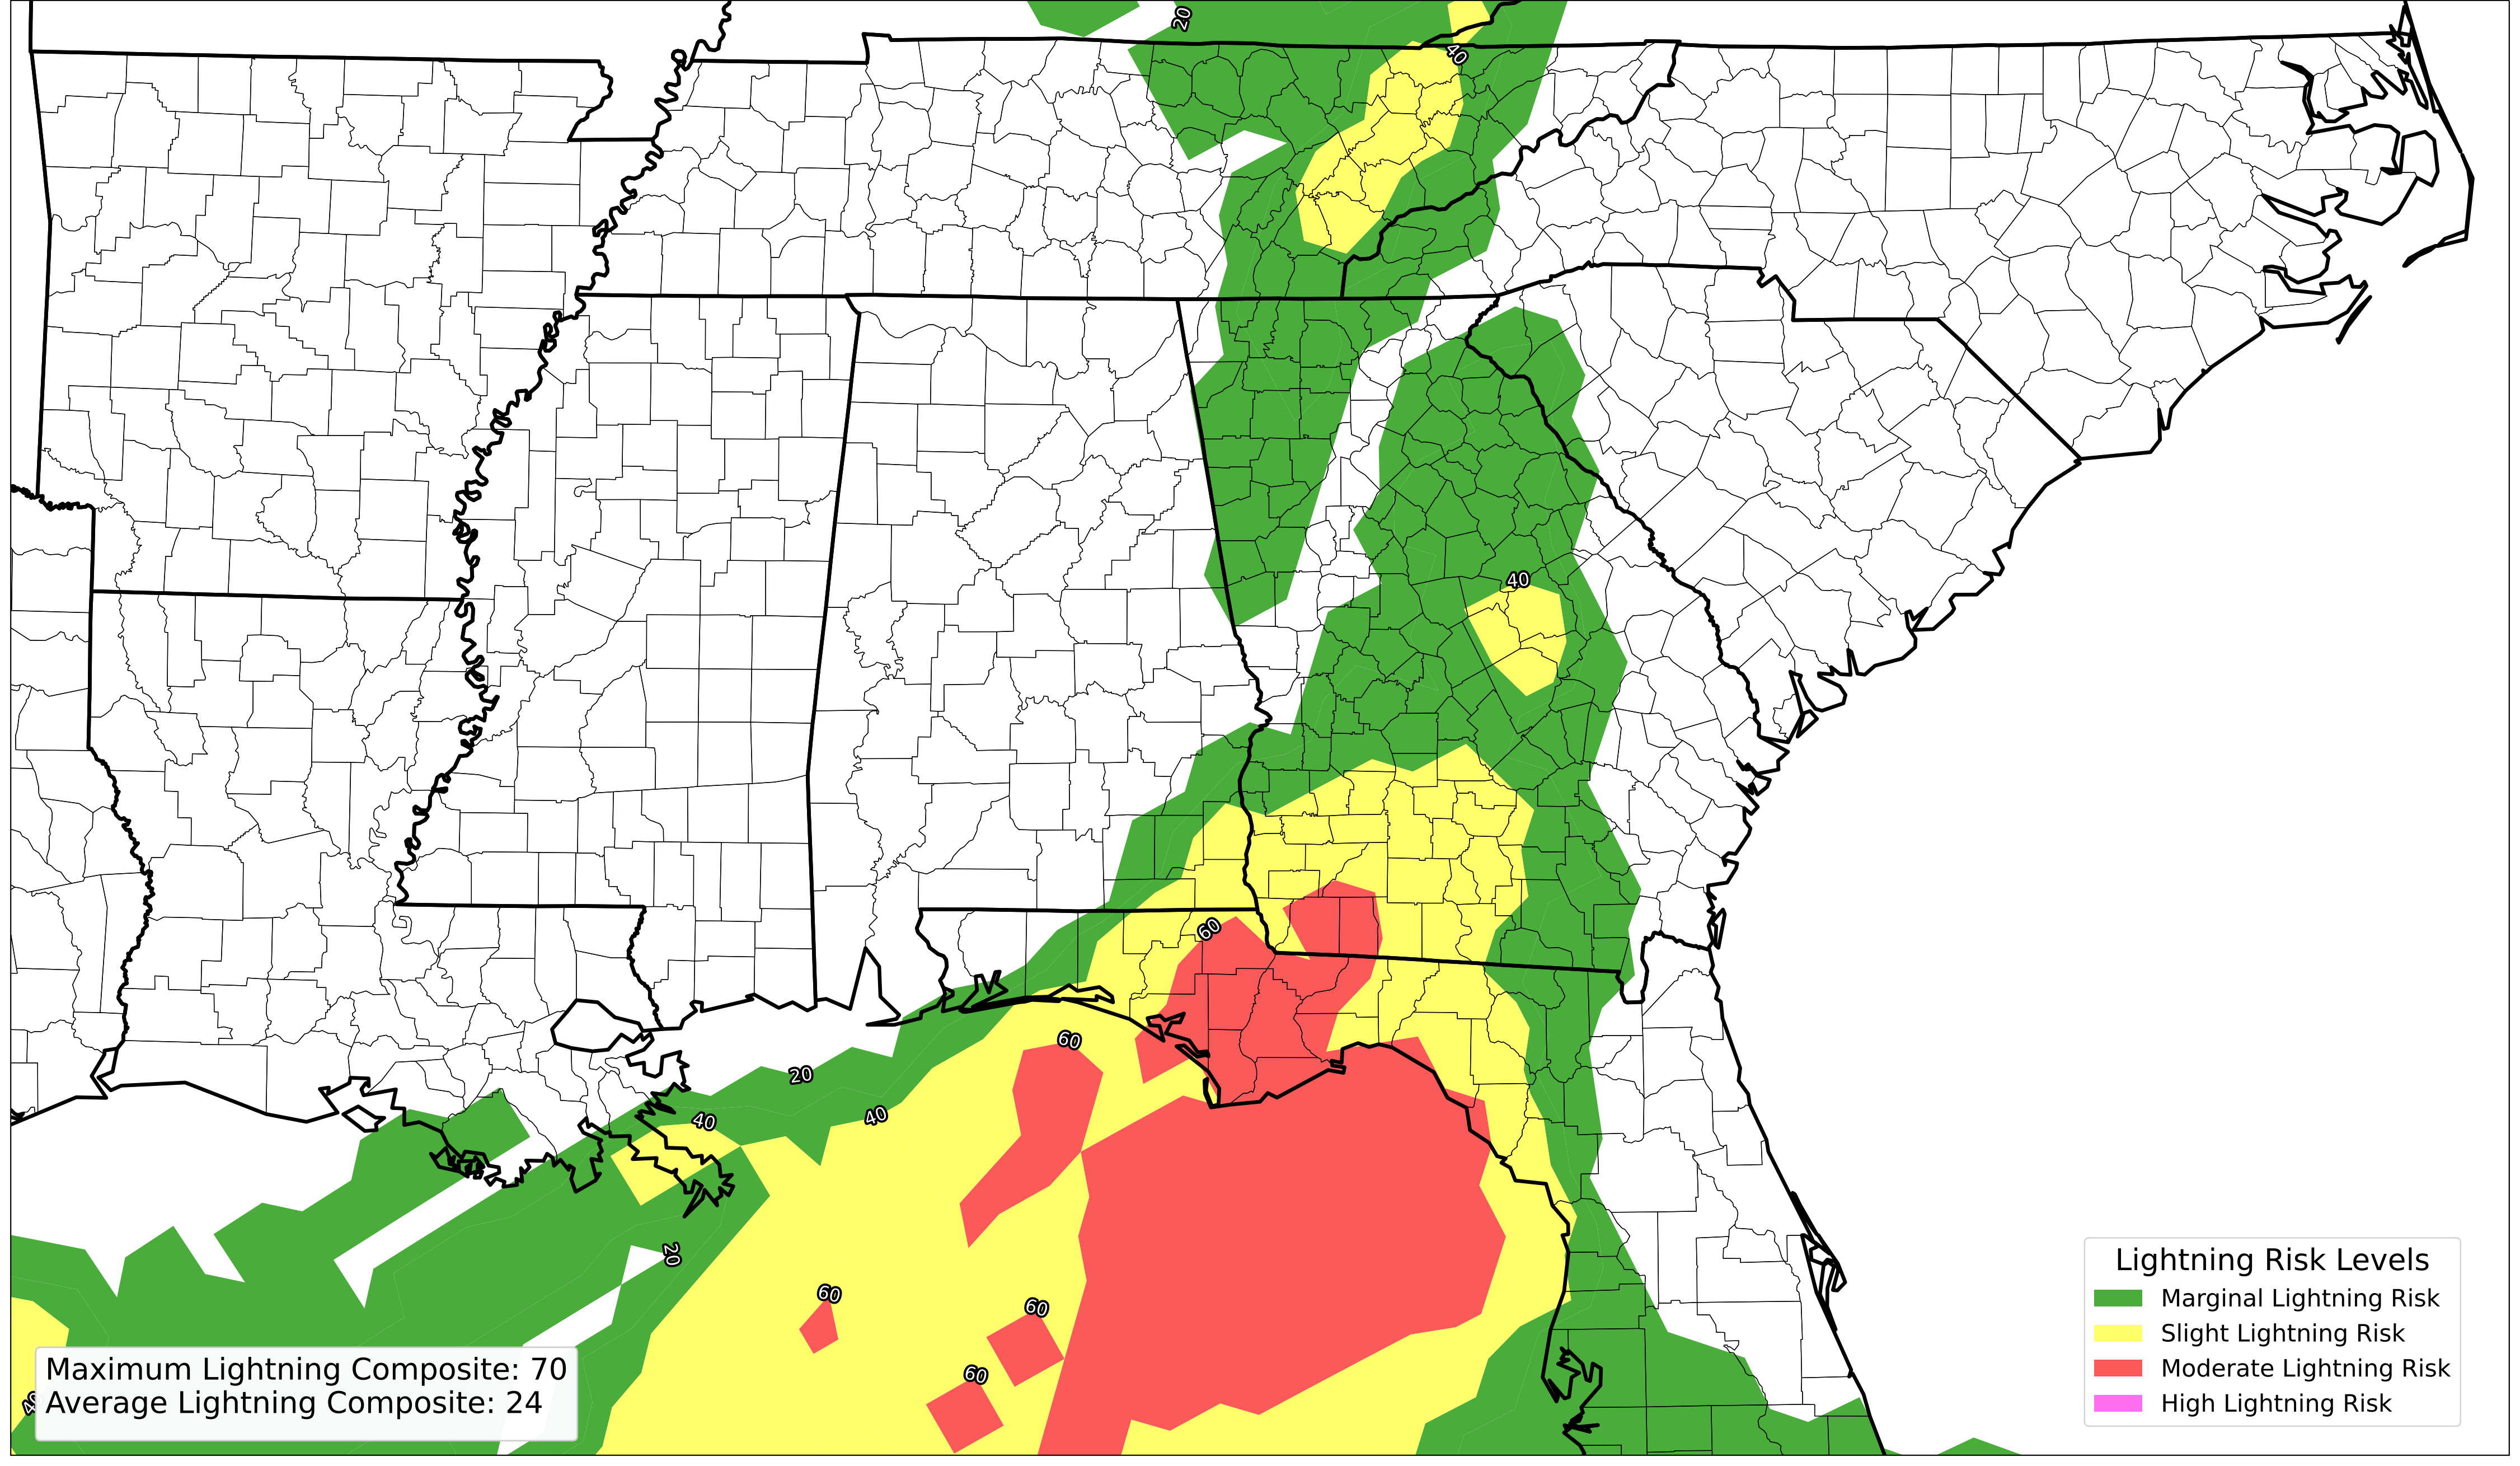 20
40
40
60
60
20
40
40
20
60
60
60
Lightning Risk Levels
Marginal Lightning Risk
Slight Lightning Risk
Moderate Lightning Risk
High Lightning Risk
Maximum Lightning Composite: 70
Average Lightning Composite: 24